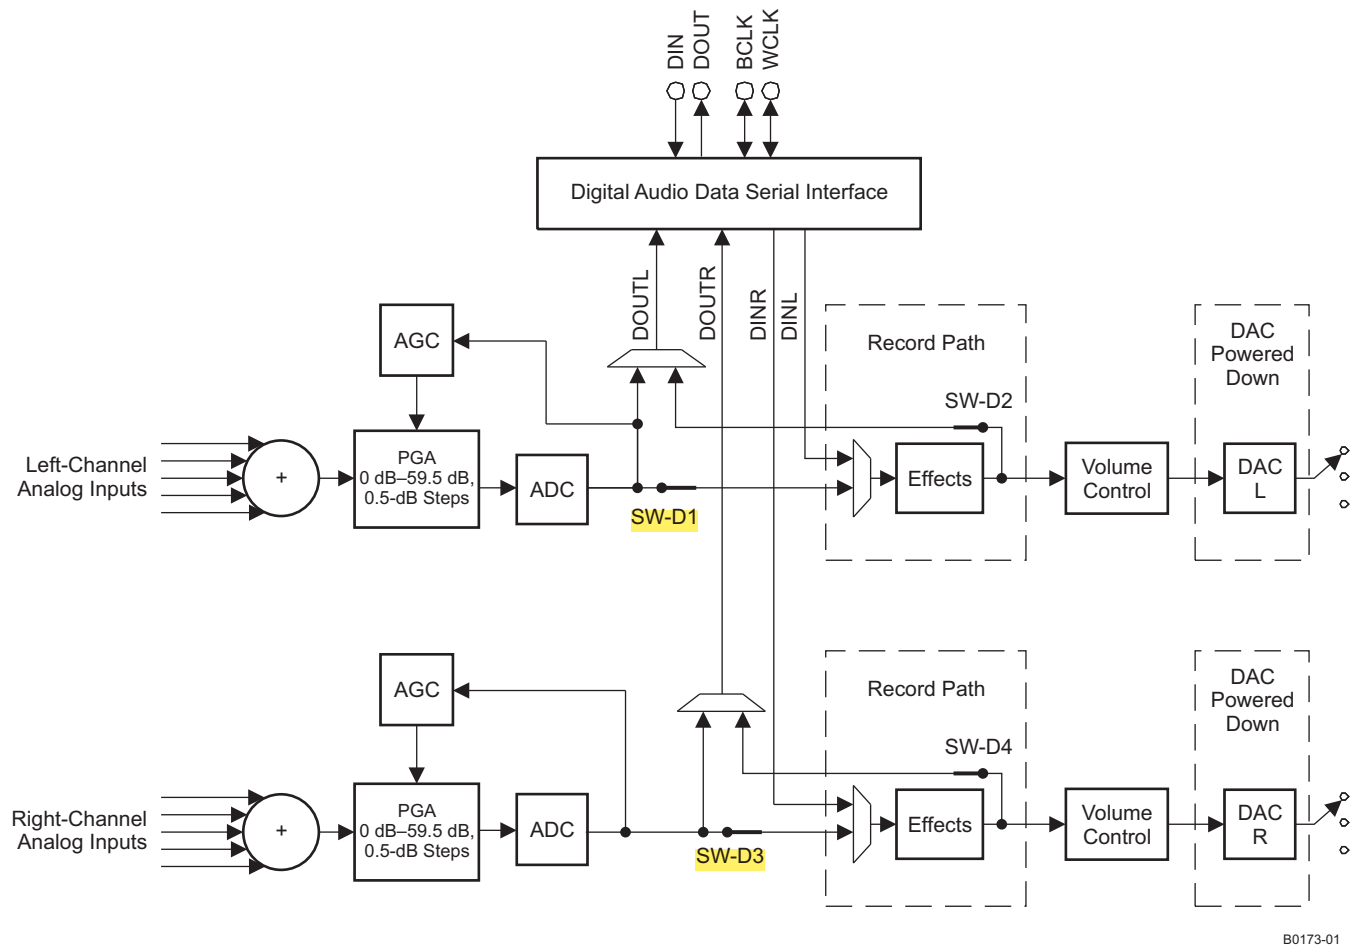 DIN
DOUT
BCLK
WCLK
Digital Audio Data Serial Interface
DOUTL
DOUTR
DINR
DINL
AGC
Record Path
DAC
Powered
Down
SW-D2
Left-Channel
Analog Inputs
+
PGA
0 dB–59.5 dB,
0.5-dB Steps
ADC
SW-D1
Effects
Volume
Control
DAC
L
AGC
Record Path
DAC
Powered
Down
SW-D4
Right-Channel
Analog Inputs
+
PGA
0 dB–59.5 dB,
0.5-dB Steps
ADC
SW-D3
Effects
Volume
Control
DAC
R
B0173-01